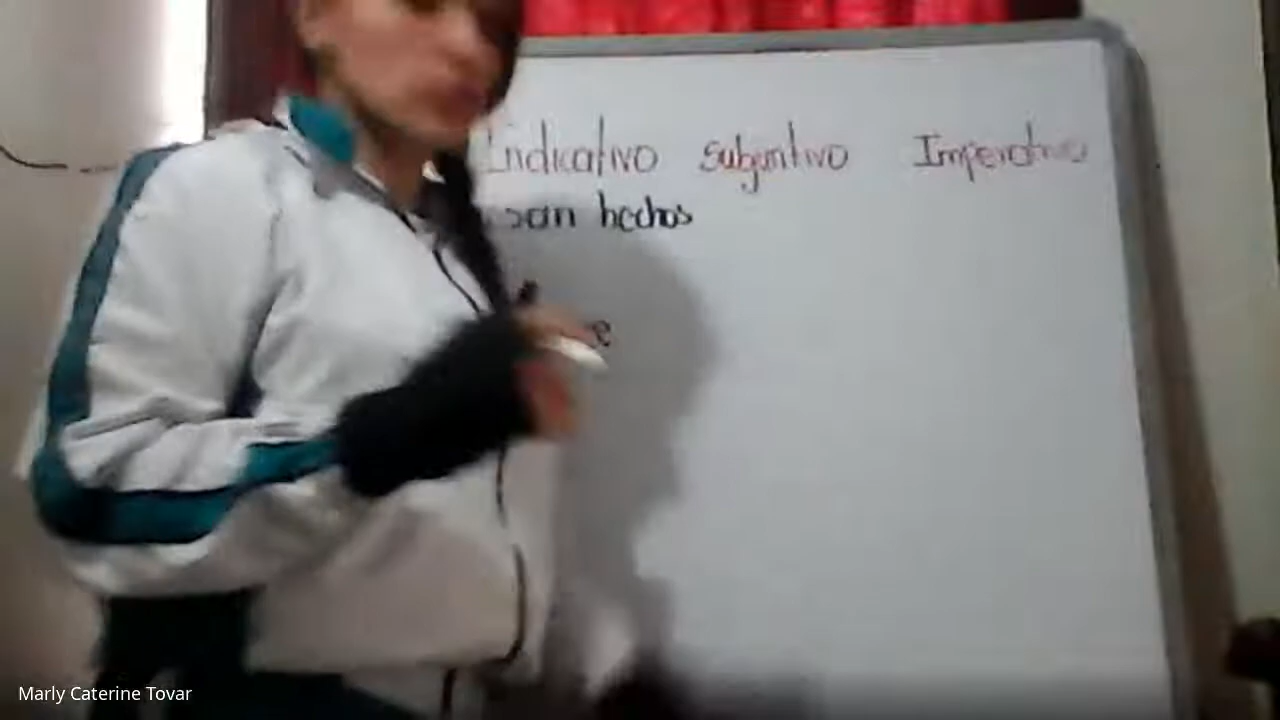 Indicativo Subjuntivo Imperativo
son hechos
e
Marly Caterine Tovar